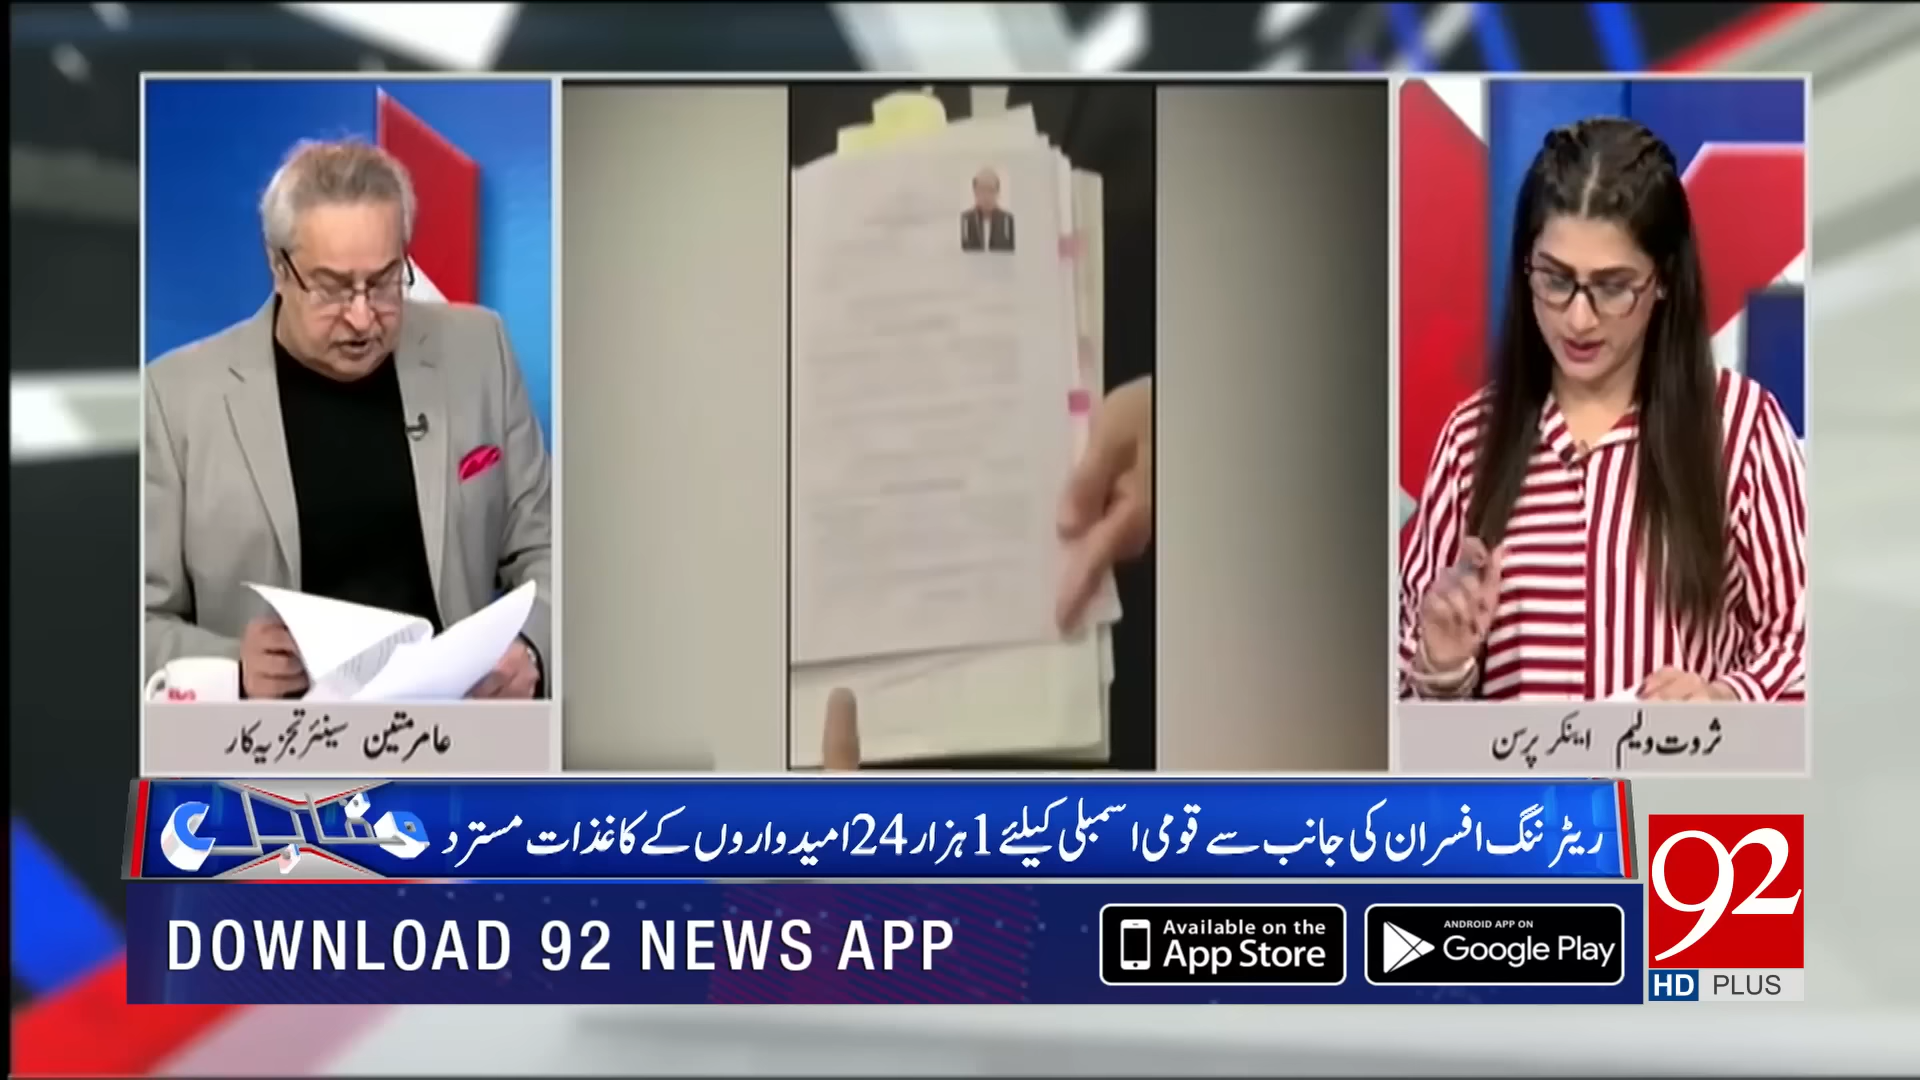 عامر متین سینئر تجزیہ کار
ثروت ولیم اینکر پرسن
مقابل
ریٹرننگ افسران کی جانب سے قومی اسمبلی کیلئے 1 ہزار 24 امیدواروں کے کاغذات مسترد
DOWNLOAD 92 NEWS APP
Available on the
App Store
ANDROID APP ON
Google Play
92
HD PLUS